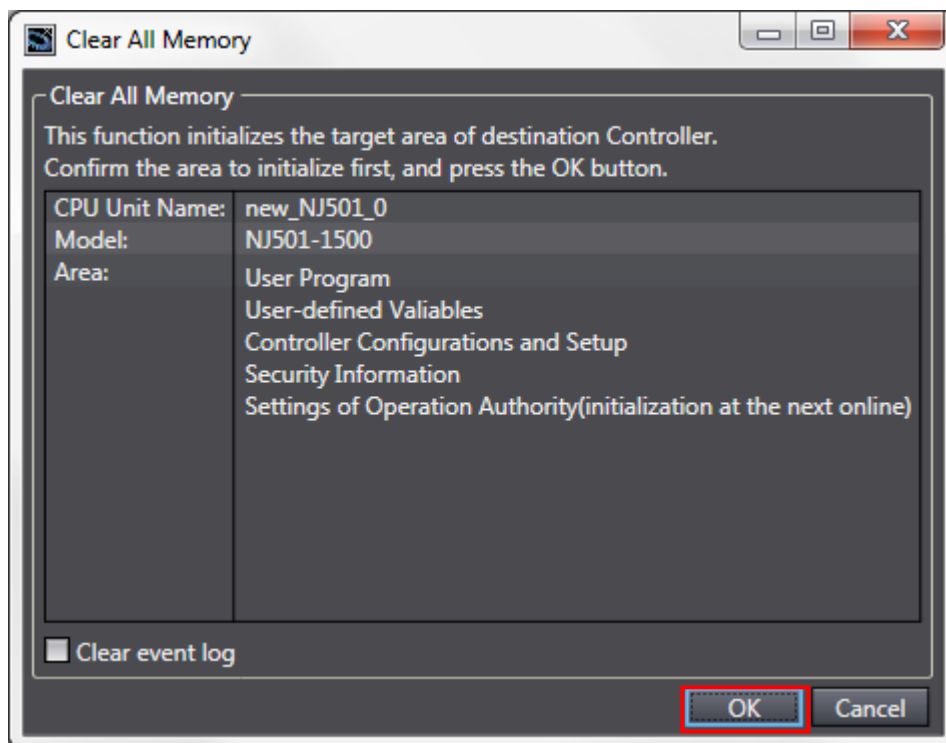 Clear All Memory
Clear All Memory
This function initializes the target area of destination Controller.
Confirm the area to initialize first, and press the OK button.
CPU Unit Name: new_NJ501_0
Model: NJ501-1500
Area: User Program
User-defined Valiables
Controller Configurations and Setup
Security Information
Settings of Operation Authority(initialization at the next online)
Clear event log
OK Cancel